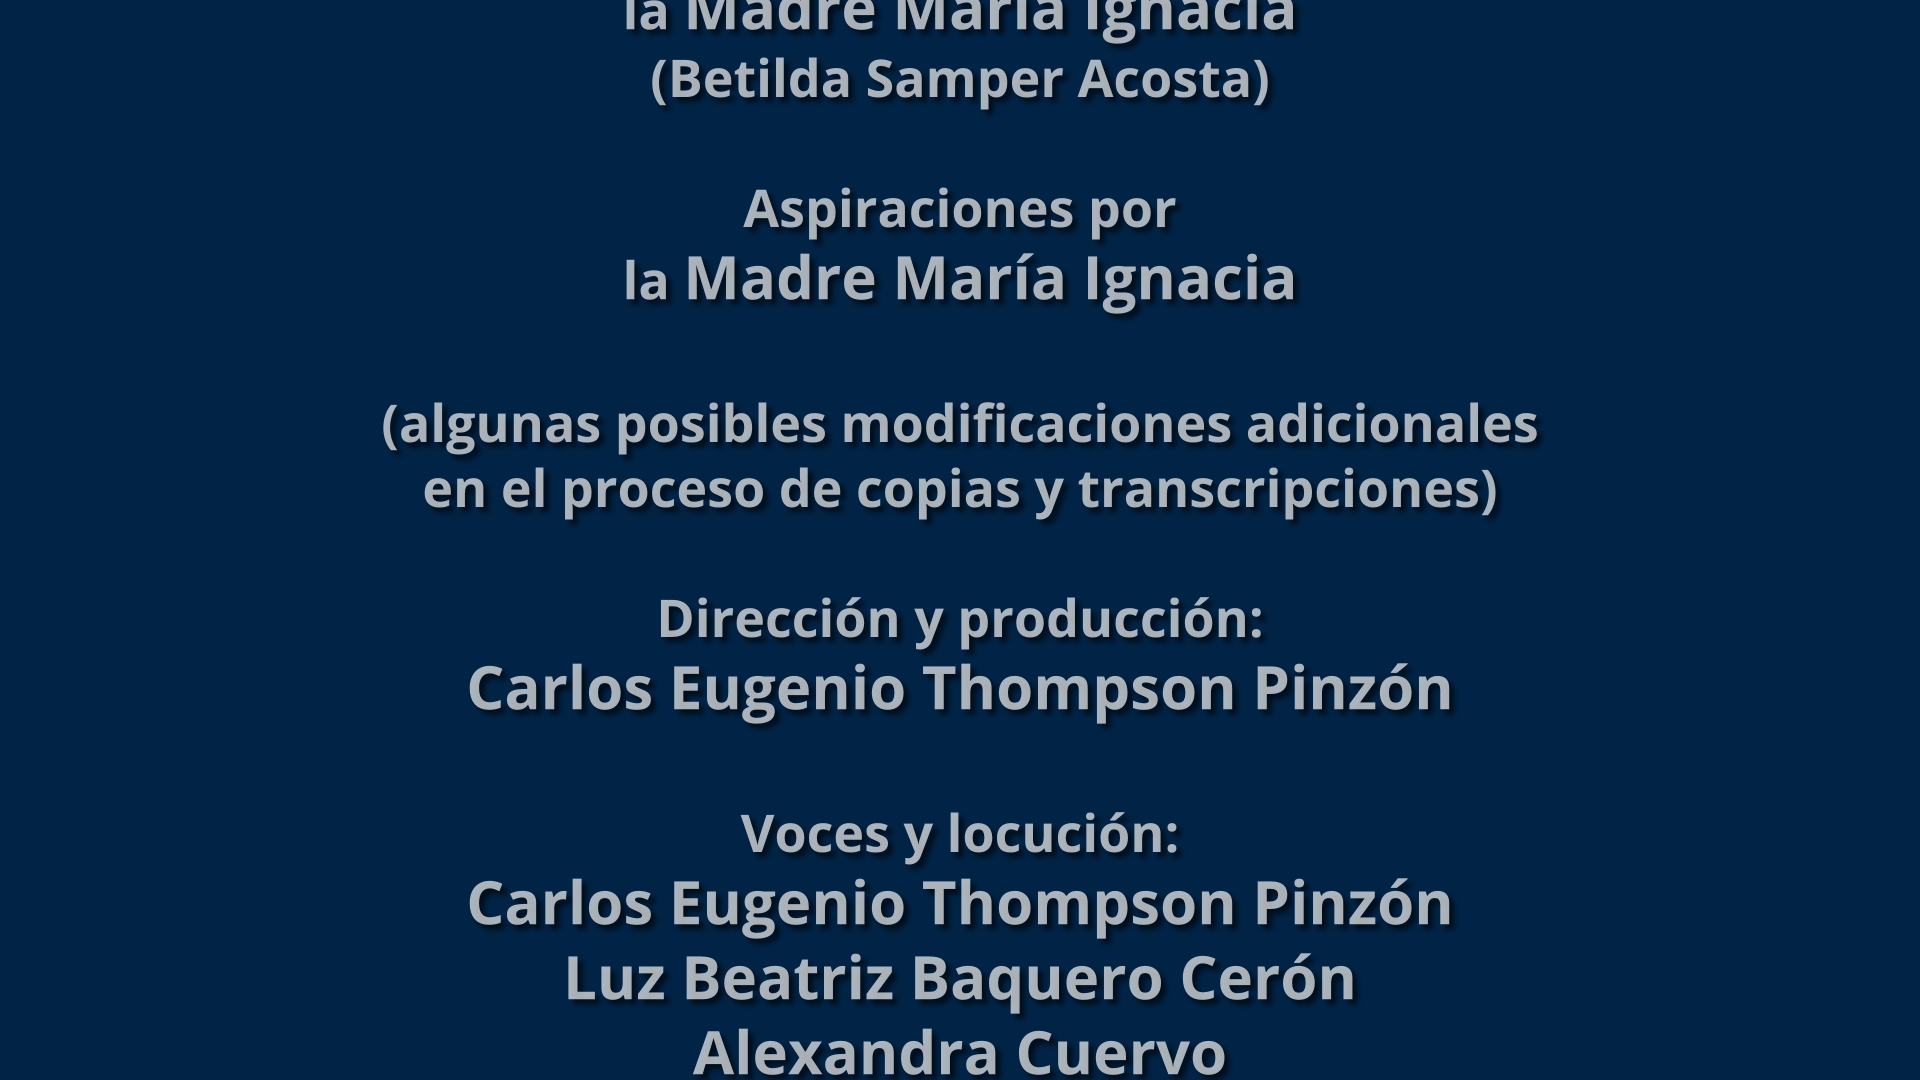 la Madre María Ignacia
(Betilda Samper Acosta)
Aspiraciones por
la Madre María Ignacia
(algunas posibles modificaciones adicionales
en el proceso de copias y transcripciones)
Dirección y producción:
Carlos Eugenio Thompson Pinzón
Voces y locución:
Carlos Eugenio Thompson Pinzón
Luz Beatriz Baquero Cerón
Alexandra Cuervo